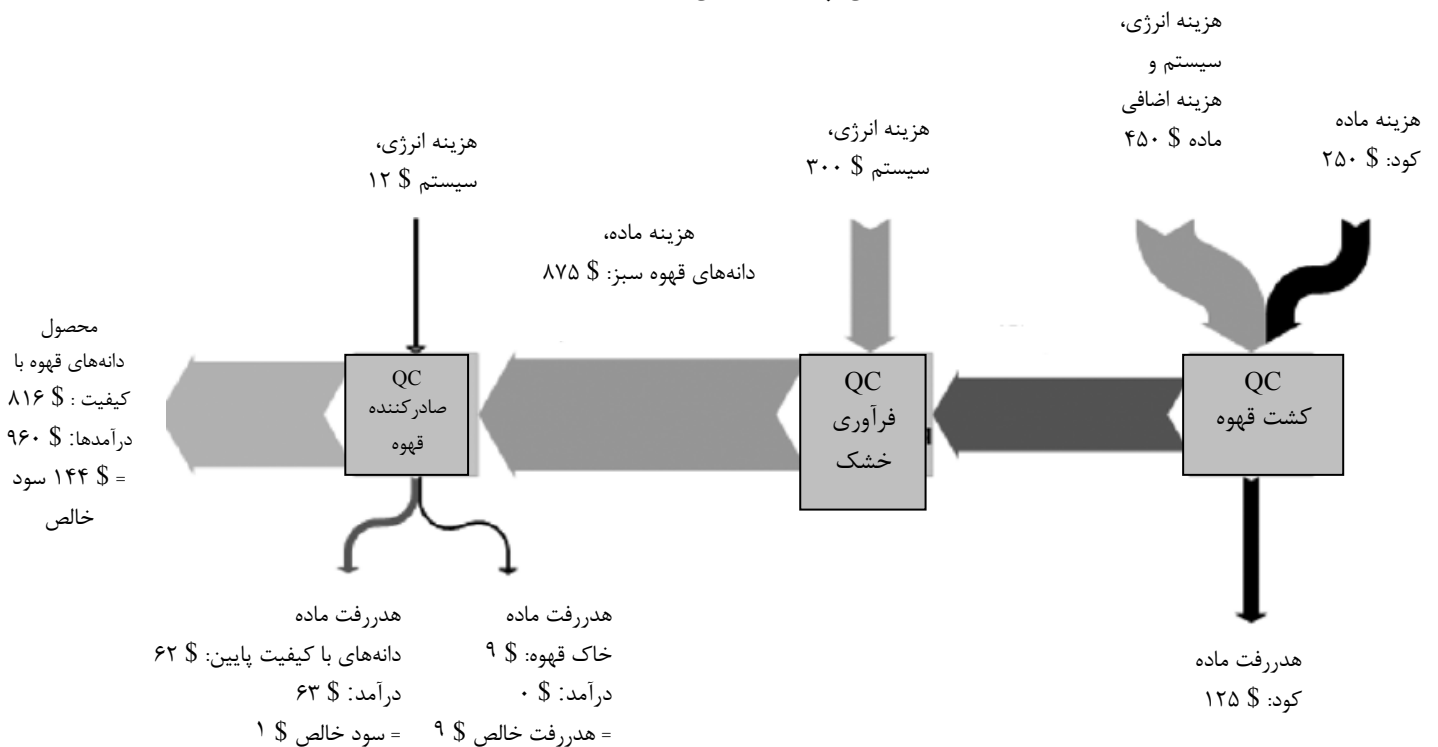 هزینه انرژی،
سیستم و
هزینه اضافی
ماده $ ۴۵۰
هزینه ماده
کود: $ ۲۵۰
هزینه انرژی،
سیستم $ ۳۰۰
هزینه انرژی،
سیستم $ ۱۲
هزینه ماده،
دانه‌های قهوه سبز: $ ۸۷۵
QC
کشت قهوه
QC
فرآوری
خشک
QC
صادرکننده
قهوه
محصول
دانه‌های قهوه با
کیفیت : $ ۸۱۶
درآمدها: $ ۹۶۰
= $ ۱۴۴ سود
خالص
هدررفت ماده
کود: $ ۱۲۵
هدررفت ماده
خاک قهوه: $ ۹
درآمد: $ ۰
= هدررفت خالص $ ۹
هدررفت ماده
دانه‌های با کیفیت پایین: $ ۶۲
درآمد: $ ۶۳
= سود خالص $ ۱